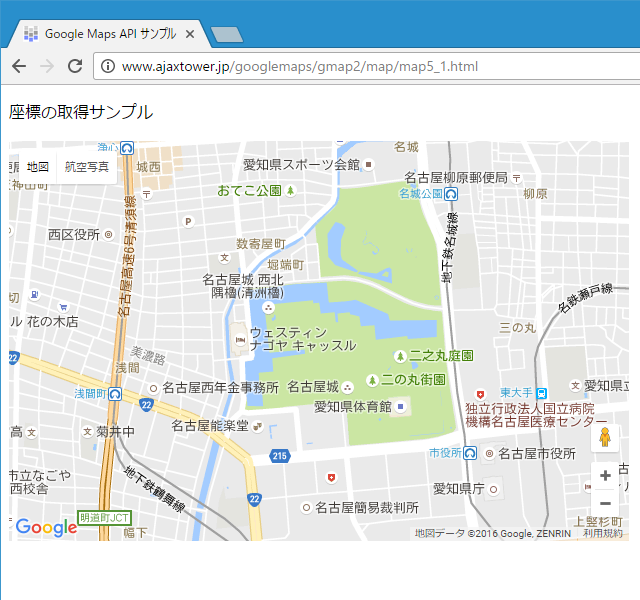 Google Maps API サンプル
www.ajaxtower.jp/googlemaps/gmap2/map/map5_1.html
座標の取得サンプル
浄心
名城
地図
航空写真
城西
愛知県スポーツ会館
名古屋柳原郵便局
おてこ公園
名城公園
柳原
西区役所
数寄屋町
堀端町
名古屋高速6号清須線
地下鉄名城線
名古屋城 西北
隅櫓(清洲櫓)
名鉄瀬戸線
切
ル 花の木店
三の丸
ウェスティン
ナゴヤ キャッスル
美濃路
浅間
二之丸庭園
名古屋西年金事務所
名古屋城
二の丸街園
東大手
愛知県立
浅間町
22
愛知県体育館
独立行政法人国立病院
機構名古屋医療センター
高
菊井中
名古屋能楽堂
215
市役所
名古屋市役所
市立なごや
西校舎
地下鉄鶴舞線
22
愛知県庁
名古屋簡易裁判所
明道町JCT
上竪杉町
Google
幅下
地図データ ©2016 Google, ZENRIN
利用規約